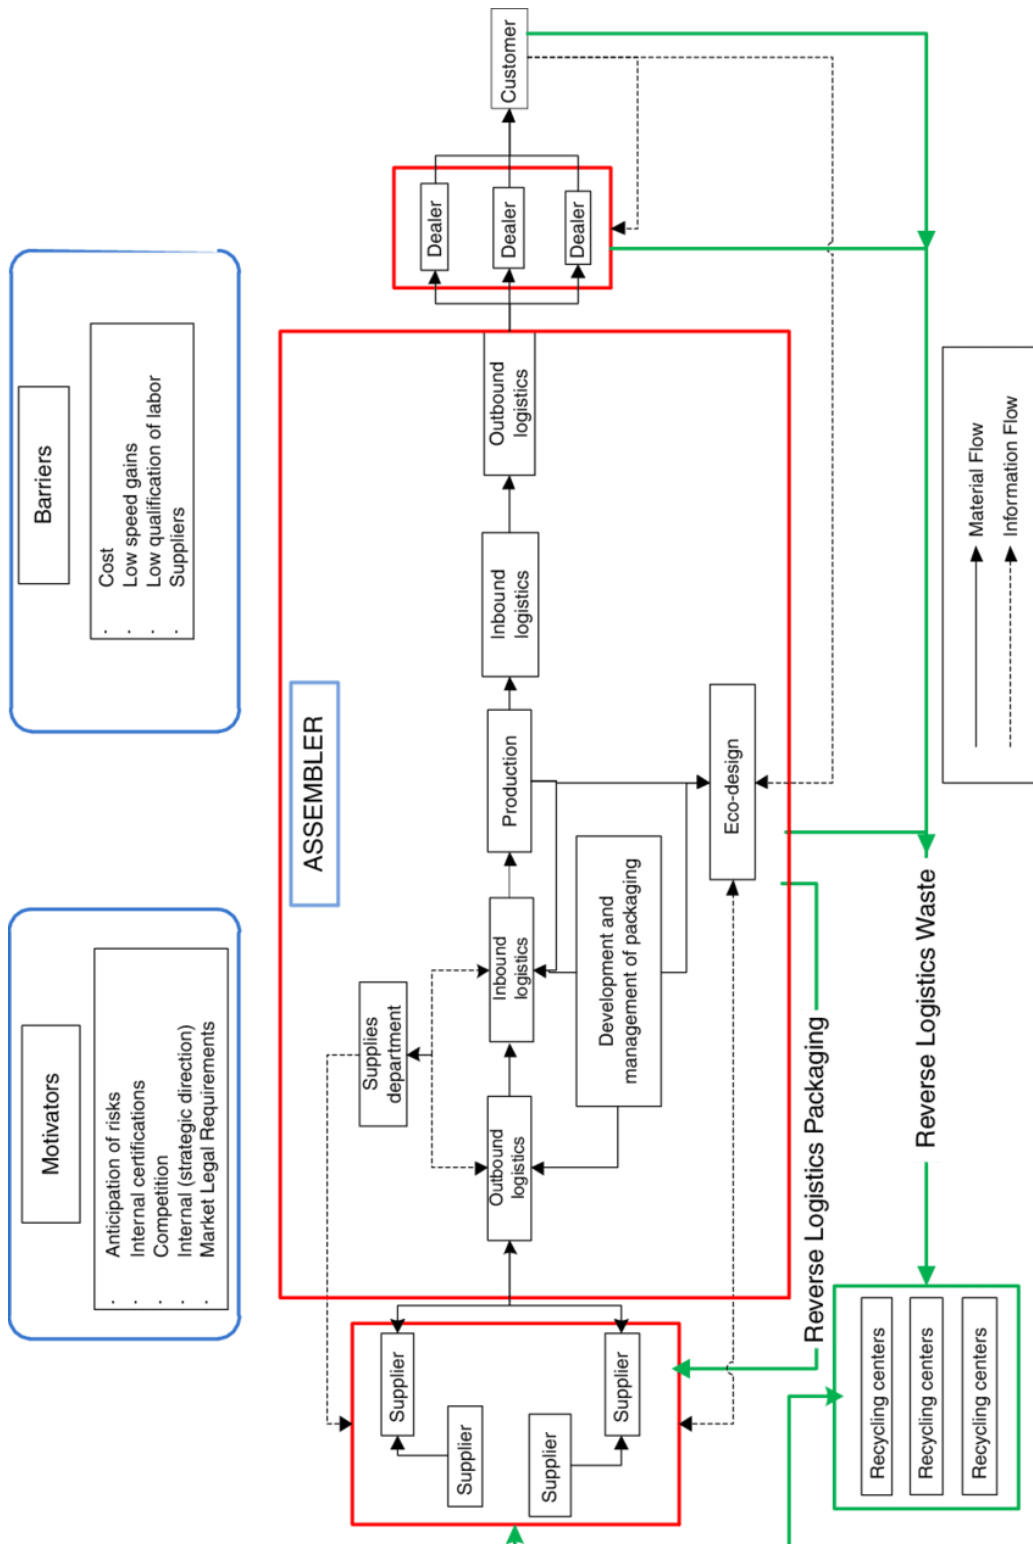 Motivators
· Anticipation of risks
· Internal certifications
· Competition
· Internal (strategic direction)
· Market Legal Requirements
Barriers
· Cost
· Low speed gains
· Low qualification of labor
· Suppliers
ASSEMBLER
Supplier
Supplier
Supplier
Supplier
Supplies
department
Outbound
logistics
Inbound
logistics
Production
Inbound
logistics
Outbound
logistics
Dealer
Dealer
Dealer
Customer
Development and
management of packaging
Eco-design
Reverse Logistics Packaging
Reverse Logistics Waste
Recycling centers
Recycling centers
Recycling centers
Material Flow
Information Flow